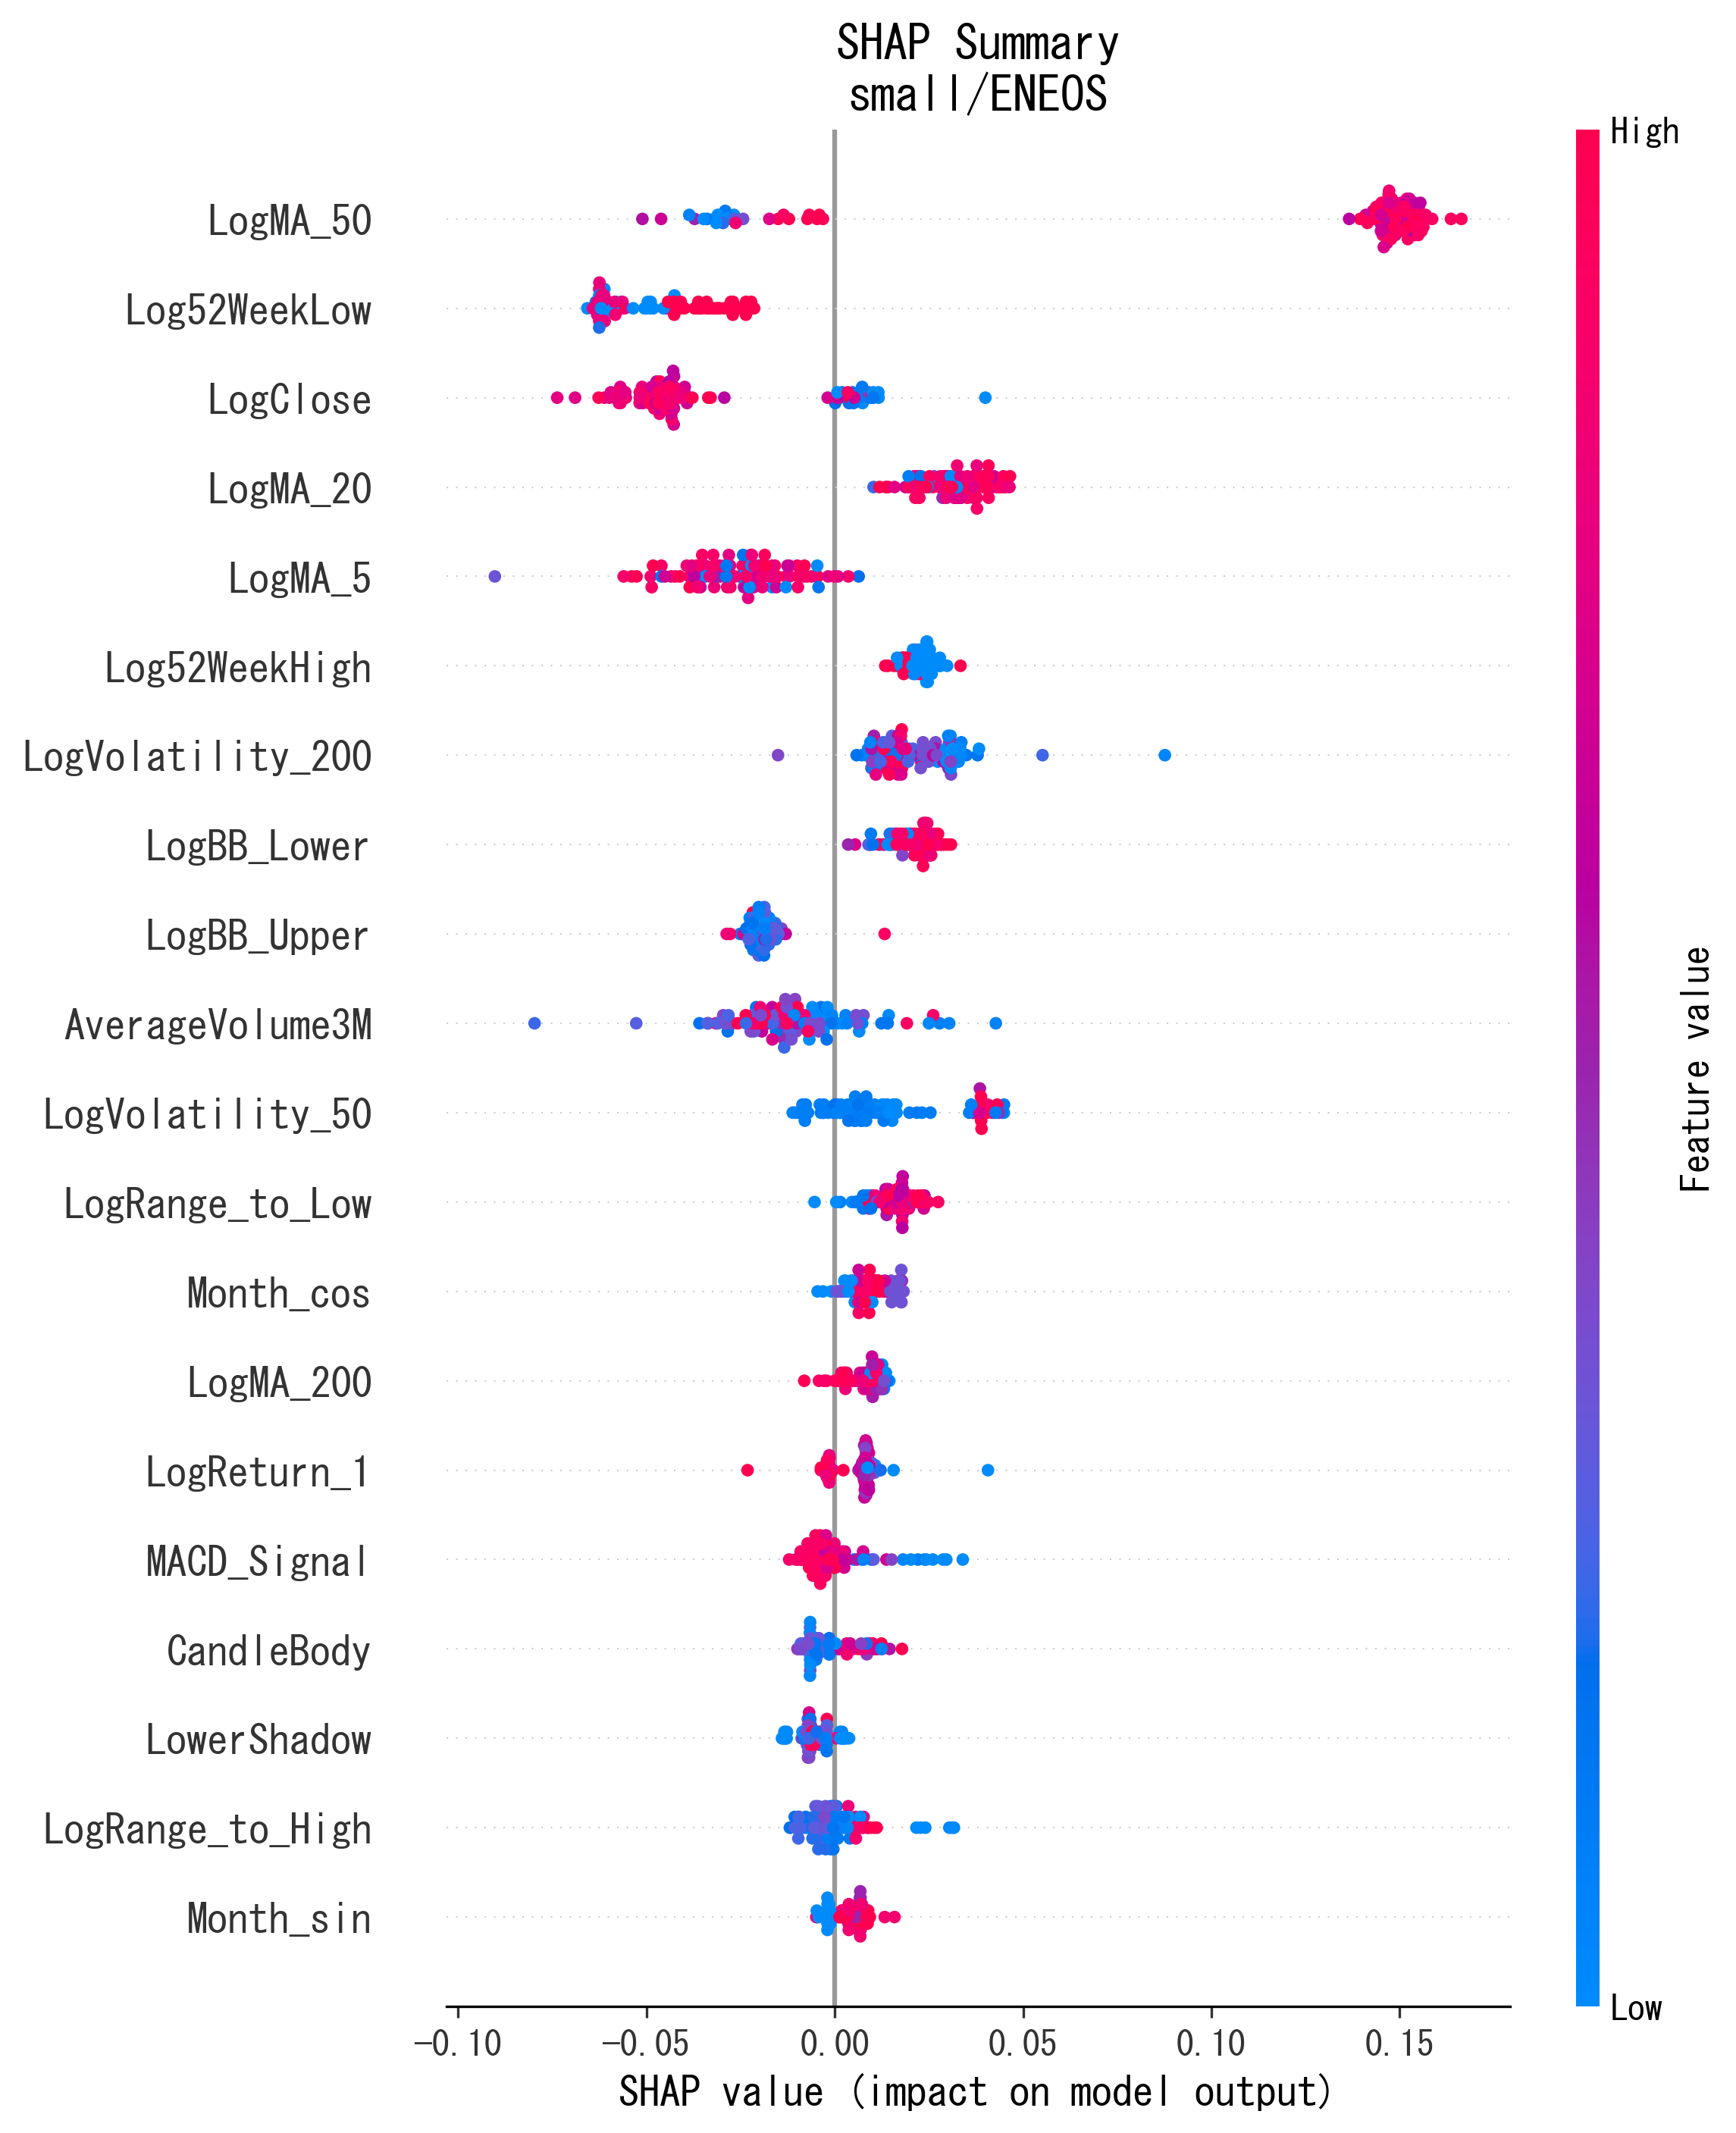 SHAP Summary
small/ENEOS
High
LogMA_50
Log52WeekLow
LogClose
LogMA_20
LogMA_5
Log52WeekHigh
LogVolatility_200
LogBB_Lower
LogBB_Upper
AverageVolume3M
LogVolatility_50
LogRange_to_Low
Month_cos
LogMA_200
LogReturn_1
MACD_Signal
CandleBody
LowerShadow
LogRange_to_High
Month_sin
Feature value
Low
−0.10 −0.05 0.00 0.05 0.10 0.15
SHAP value (impact on model output)